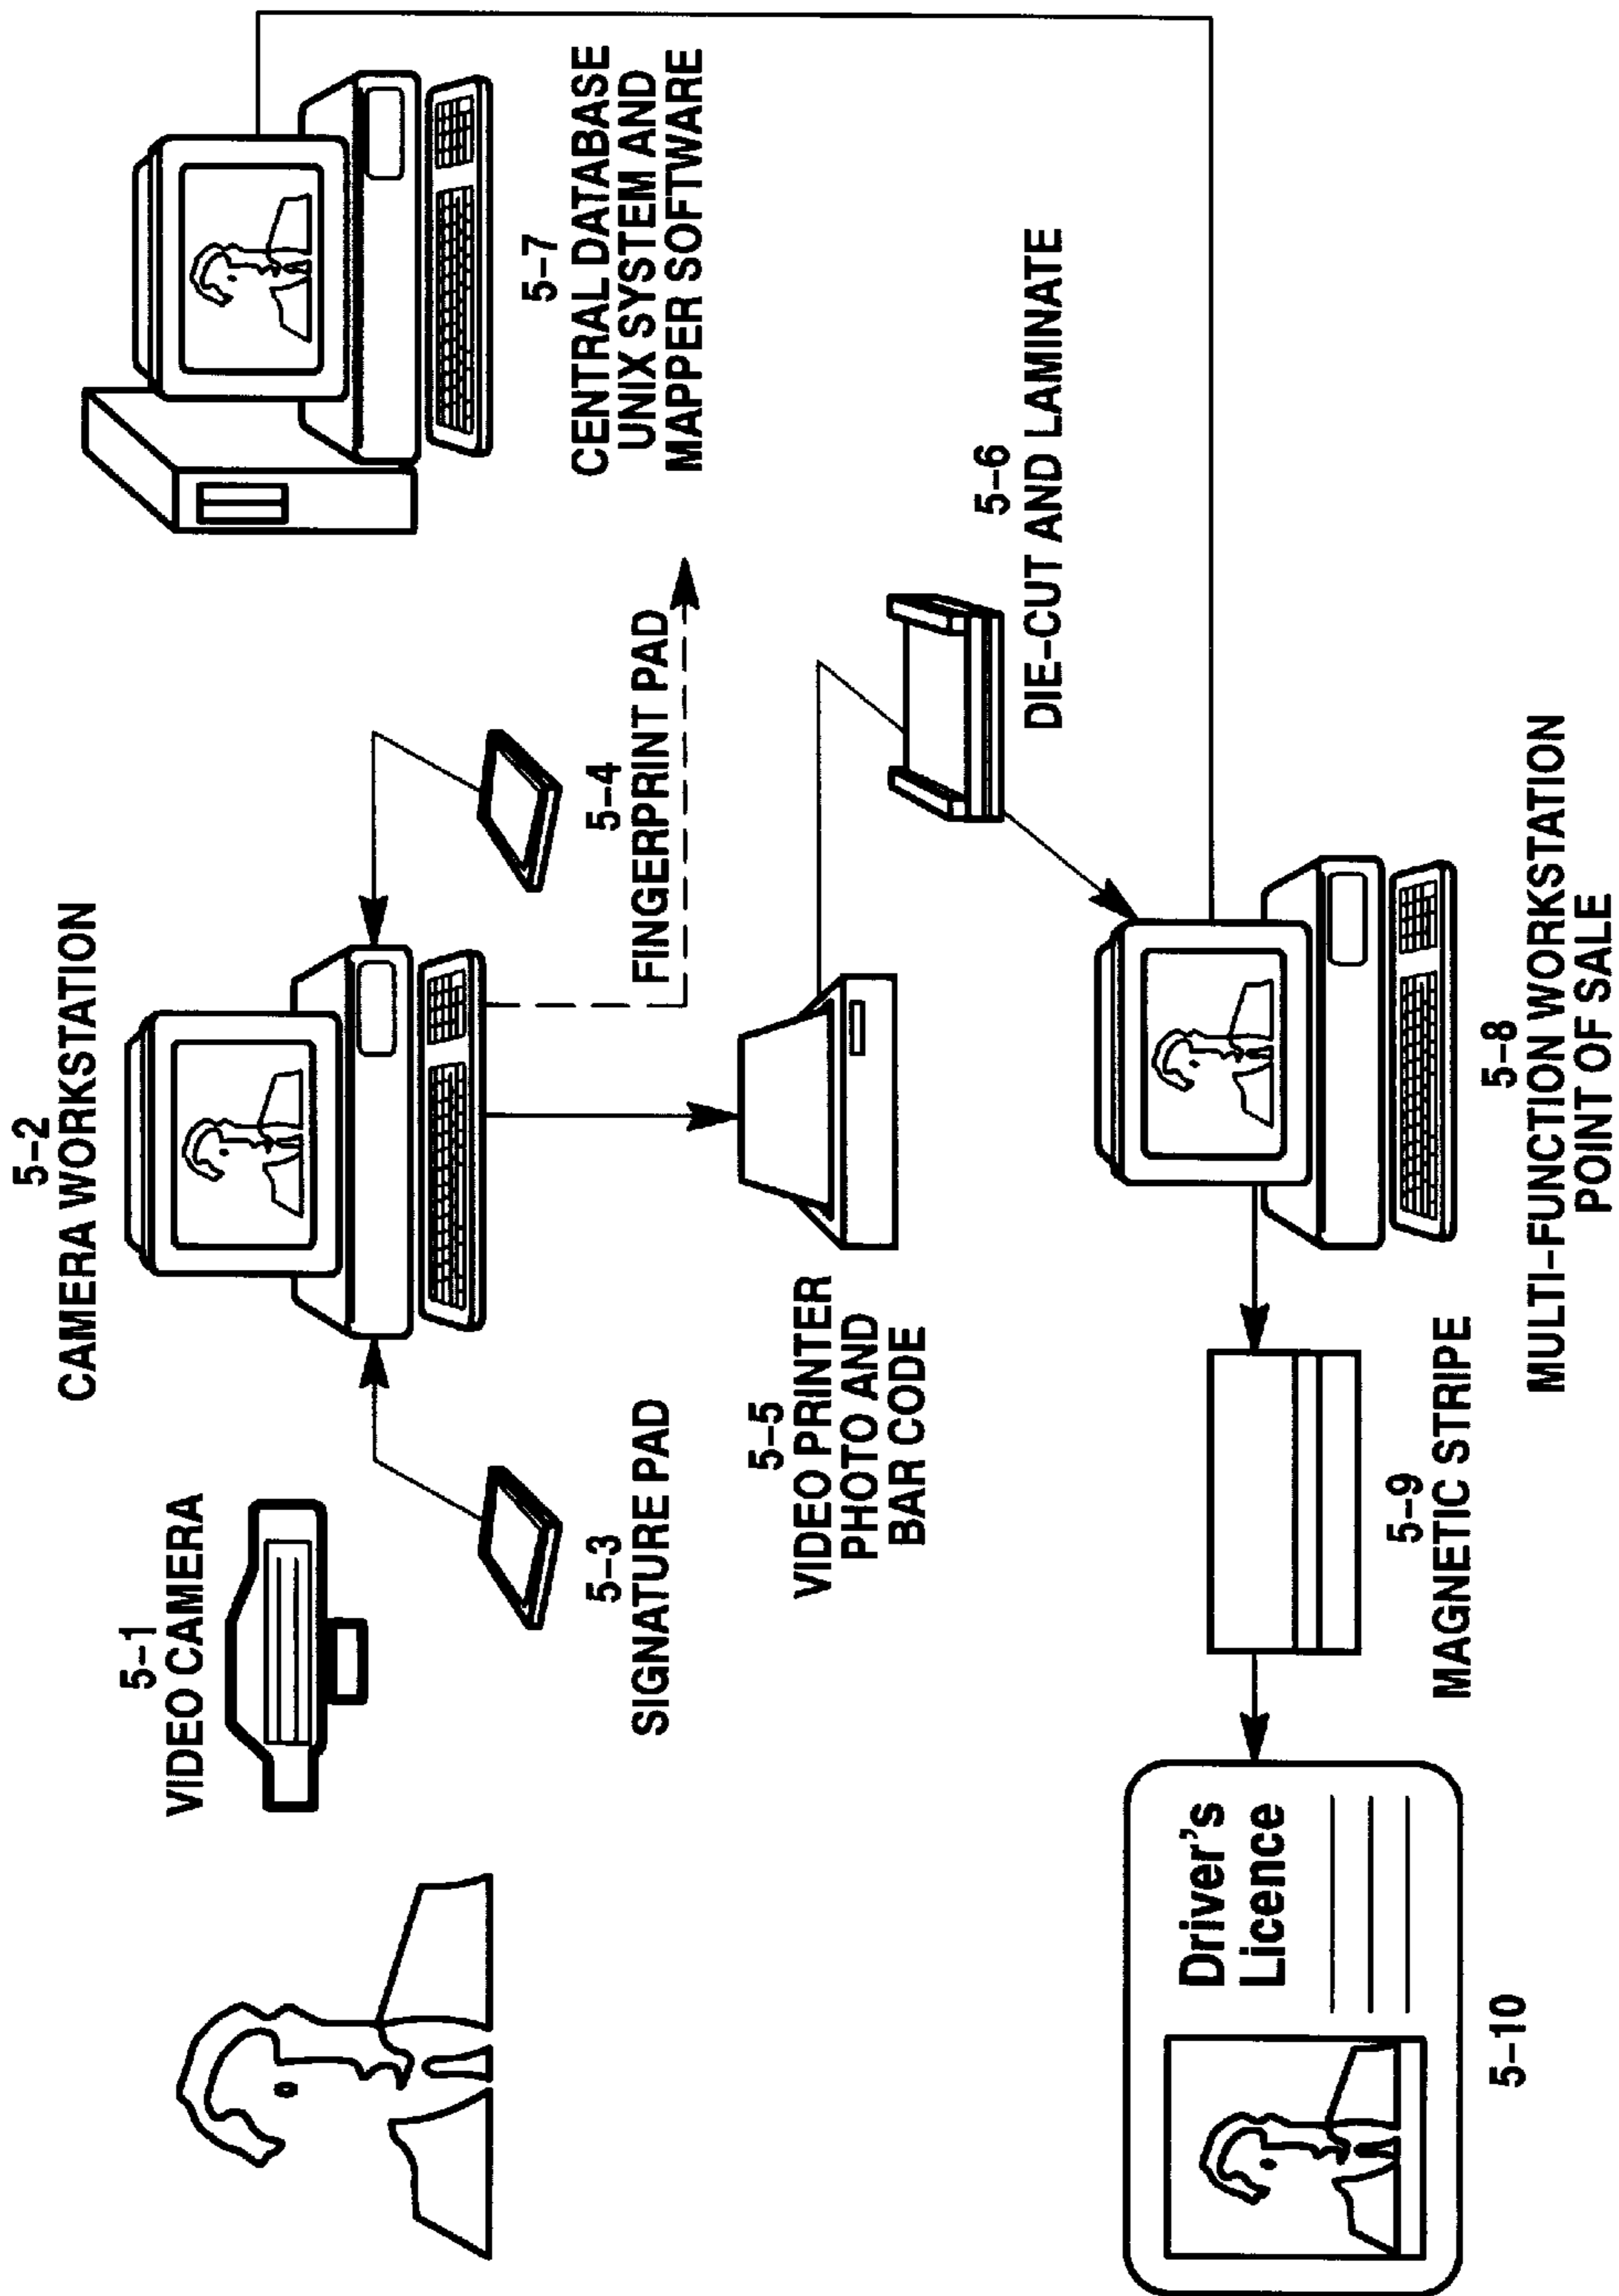 5-1
VIDEO CAMERA
5-2
CAMERA WORKSTATION
5-3
SIGNATURE PAD
5-4
FINGERPRINT PAD
5-7
CENTRAL DATABASE
UNIX SYSTEM AND
MAPPER SOFTWARE
5-5
VIDEO PRINTER
PHOTO AND
BAR CODE
5-6
DIE-CUT AND LAMINATE
Driver's
Licence
5-10
5-9
MAGNETIC STRIPE
5-8
MULTI-FUNCTION WORKSTATION
POINT OF SALE